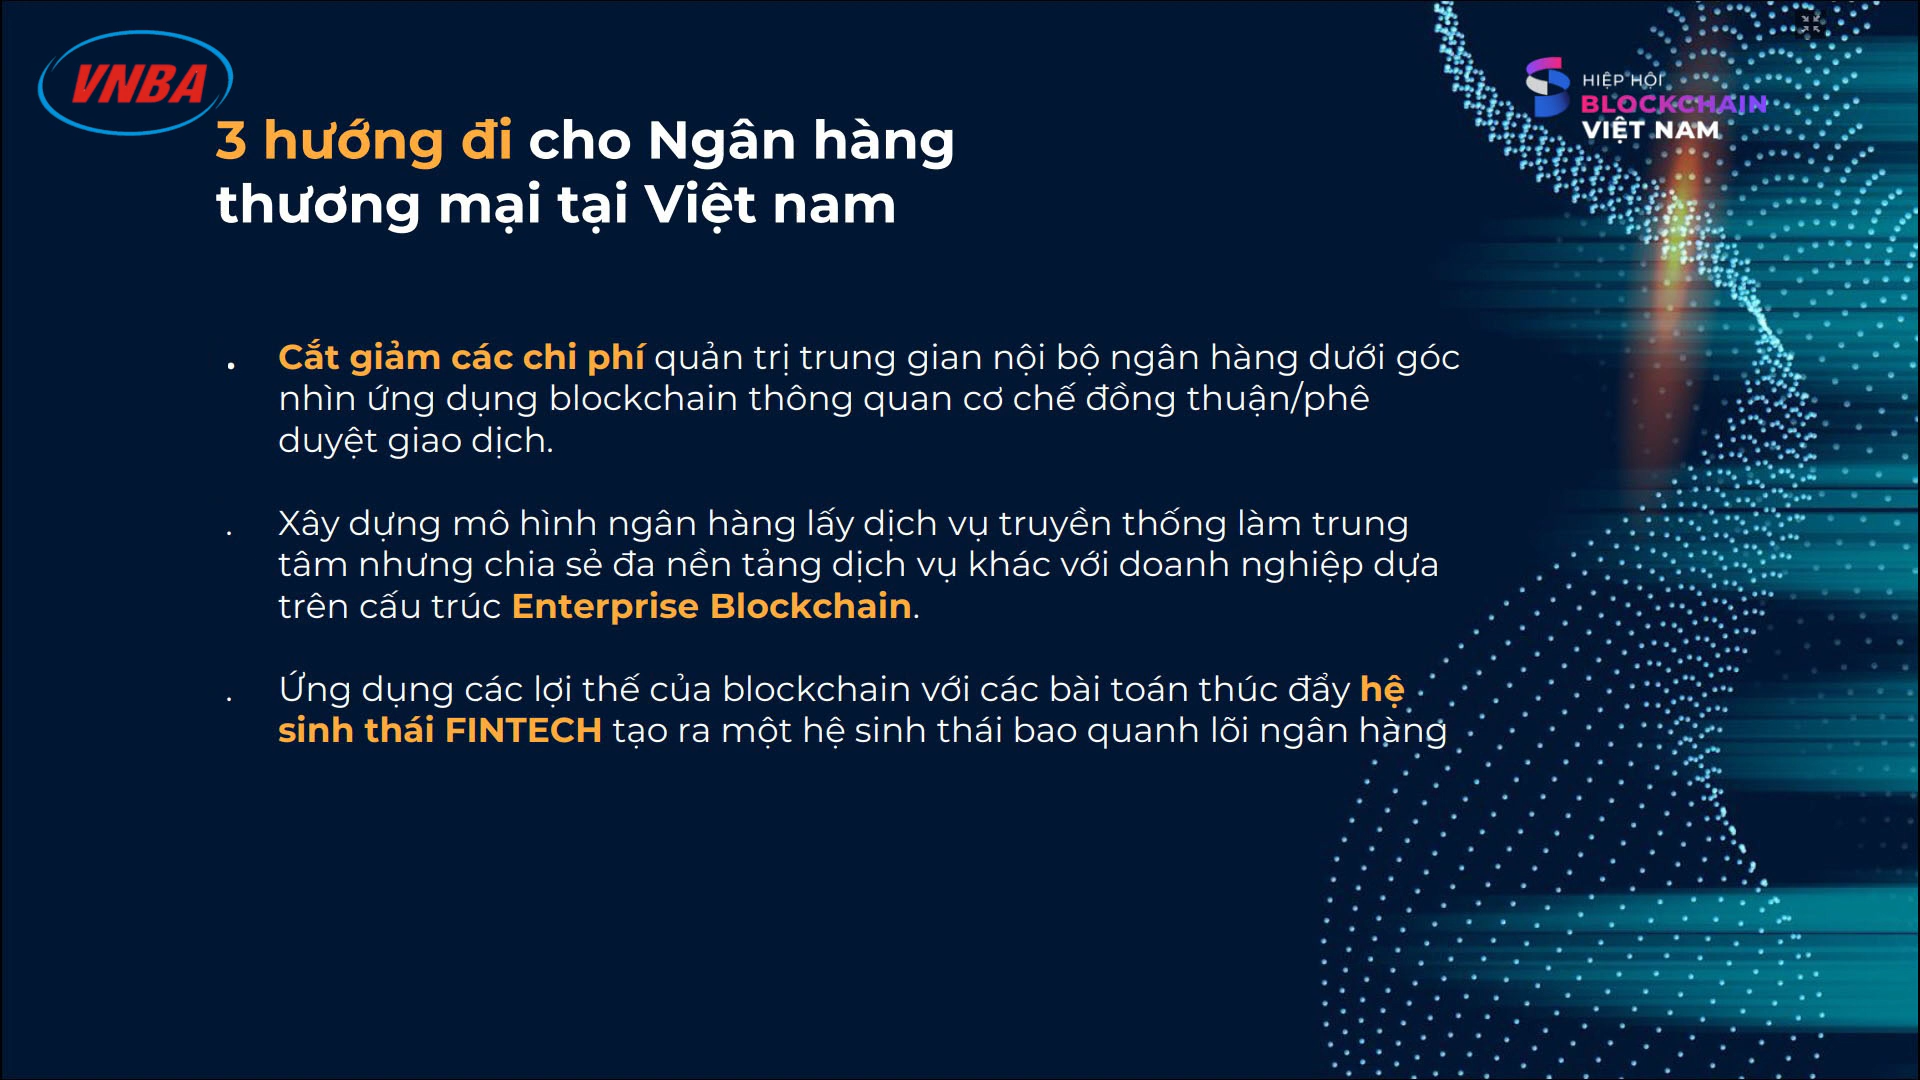 VNBA
HIỆP HỘI
BLOCKCHAIN
VIỆT NAM
3 hướng đi cho Ngân hàng
thương mại tại Việt nam
. Cắt giảm các chi phí quản trị trung gian nội bộ ngân hàng dưới góc
nhìn ứng dụng blockchain thông quan cơ chế đồng thuận/phê
duyệt giao dịch.
. Xây dựng mô hình ngân hàng lấy dịch vụ truyền thống làm trung
tâm nhưng chia sẻ đa nền tảng dịch vụ khác với doanh nghiệp dựa
trên cấu trúc Enterprise Blockchain.
. Ứng dụng các lợi thế của blockchain với các bài toán thúc đẩy hệ
sinh thái FINTECH tạo ra một hệ sinh thái bao quanh lõi ngân hàng